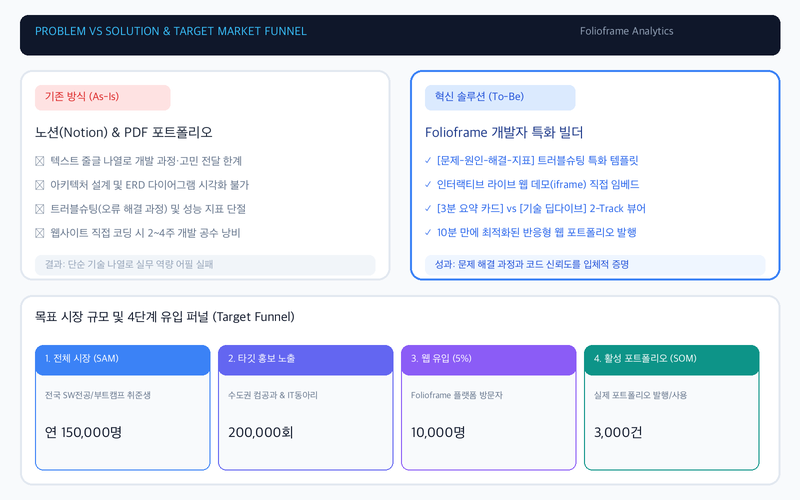 PROBLEM VS SOLUTION & TARGET MARKET FUNNEL
Folioframe Analytics
기존 방식 (As-Is)
노션(Notion) & PDF 포트폴리오
텍스트 줄글 나열로 개발 과정·고민 전달 한계
아키텍처 설계 및 ERD 다이어그램 시각화 불가
트러블슈팅(오류 해결 과정) 및 성능 지표 단절
웹사이트 직접 코딩 시 2~4주 개발 공수 낭비
결과: 단순 기술 나열로 실무 역량 어필 실패
혁신 솔루션 (To-Be)
Folioframe 개발자 특화 빌더
✓ [문제-원인-해결-지표] 트러블슈팅 특화 템플릿
✓ 인터랙티브 라이브 웹 데모(iframe) 직접 임베드
✓ [3분 요약 카드] vs [기술 딥다이브] 2-Track 뷰어
✓ 10분 만에 최적화된 반응형 웹 포트폴리오 발행
성과: 문제 해결 과정과 코드 신뢰도를 입체적 증명
목표 시장 규모 및 4단계 유입 퍼널 (Target Funnel)
1. 전체 시장 (SAM)
전국 SW전공/부트캠프 취준생
연 150,000명
2. 타깃 홍보 노출
수도권 컴공과 & IT동아리
200,000회
3. 웹 유입 (5%)
Folioframe 플랫폼 방문자
10,000명
4. 활성 포트폴리오 (SOM)
실제 포트폴리오 발행/사용
3,000건